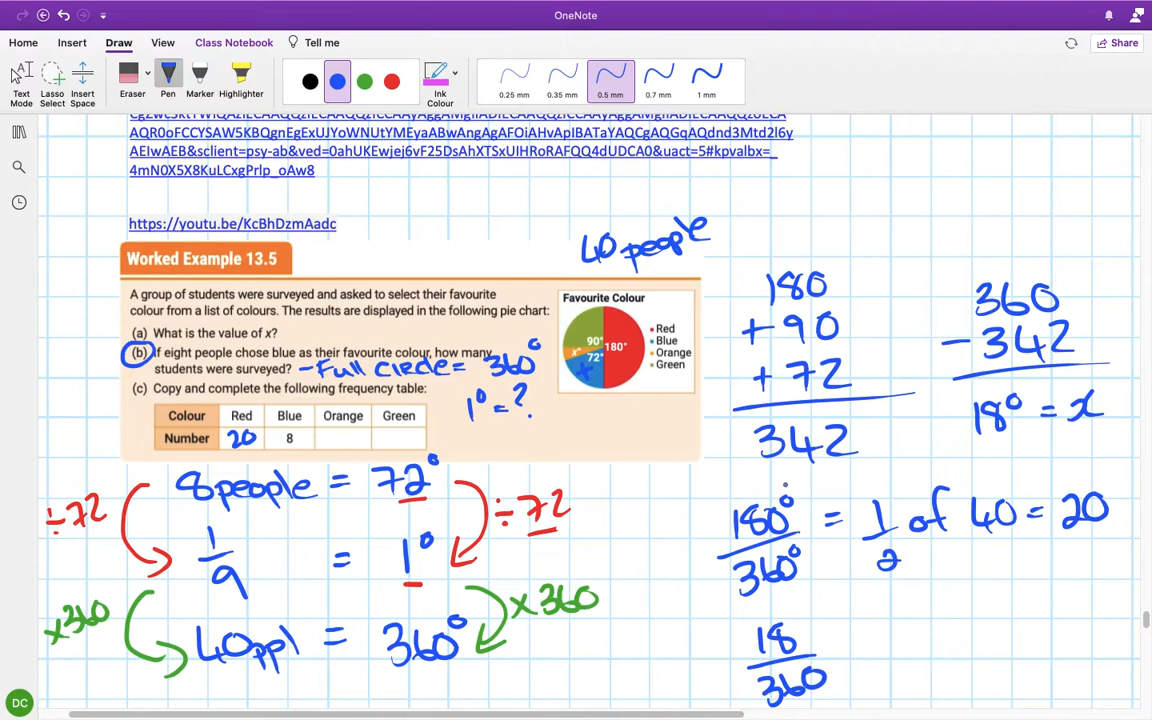 OneNote
Home Insert Draw View Class Notebook Tell me
Share
Text Mode
Lasso Select
Insert Space
Eraser
Pen
Marker
Highlighter
Ink Colour
0.25 mm 0.35 mm 0.5 mm 0.7 mm 1 mm
AEIwAEB&sclient=psy-ab&ved=0ahUKEwjej6vF25DsAhXTSxUIHRoRAFQQ4dUDCA0&uact=5#kpvalbx=_
4mN0X5X8KuLCxgPrlp_oAw8
https://youtu.be/KcBhDzmAadc
40 people
Worked Example 13.5
A group of students were surveyed and asked to select their favourite
colour from a list of colours. The results are displayed in the following pie chart:
(a) What is the value of x?
(b) If eight people chose blue as their favourite colour, how many
students were surveyed? - Full circle = 360°
1° = ?
(c) Copy and complete the following frequency table:
Colour Red Blue Orange Green
Number 20 8
Favourite Colour
90°
x°
180°
72°
Red
Blue
Orange
Green
180
+ 90
+ 72
342
360
- 342
18° = x
8 people = 72°
÷72 ÷72
1/9 = 1°
x360 x360
40ppl = 360°
180°/360° = 1/2 of 40 = 20
18/360
DC